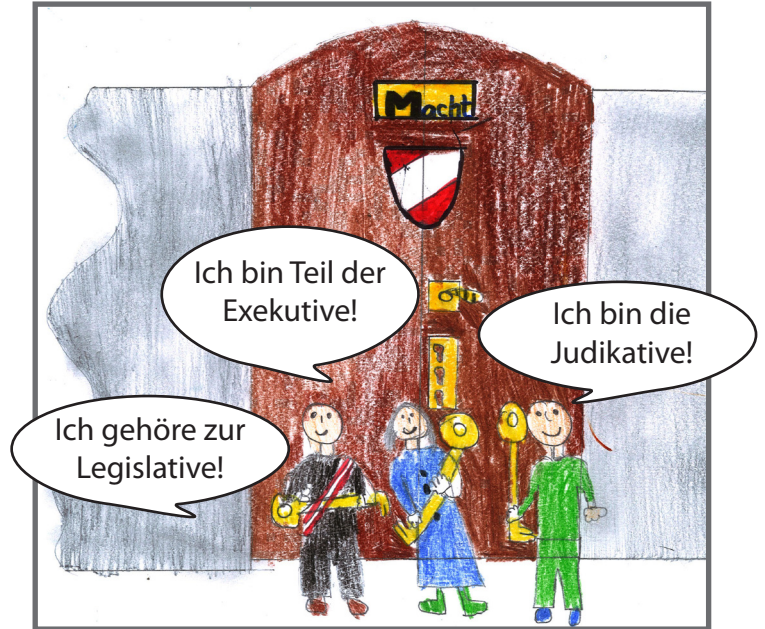 Macht
Ich bin Teil der
Exekutive!
Ich bin die
Judikative!
Ich gehöre zur
Legislative!